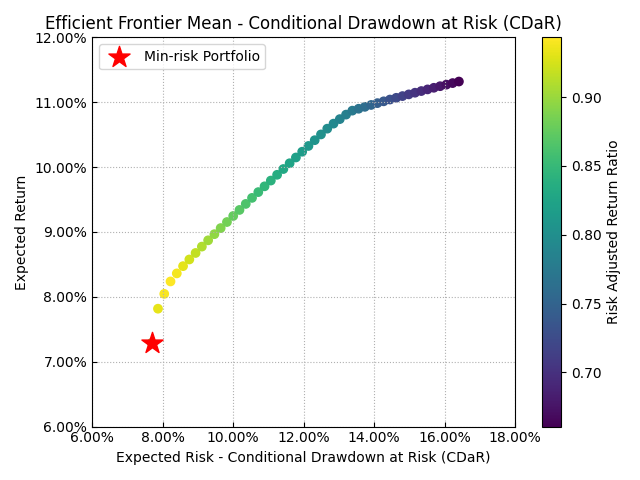 Efficient Frontier Mean - Conditional Drawdown at Risk (CDaR)
Min-risk Portfolio
12.00%
11.00%
10.00%
9.00%
8.00%
7.00%
6.00%
Expected Return
6.00% 8.00% 10.00% 12.00% 14.00% 16.00% 18.00%
Expected Risk - Conditional Drawdown at Risk (CDaR)
0.90
0.85
0.80
0.75
0.70
Risk Adjusted Return Ratio